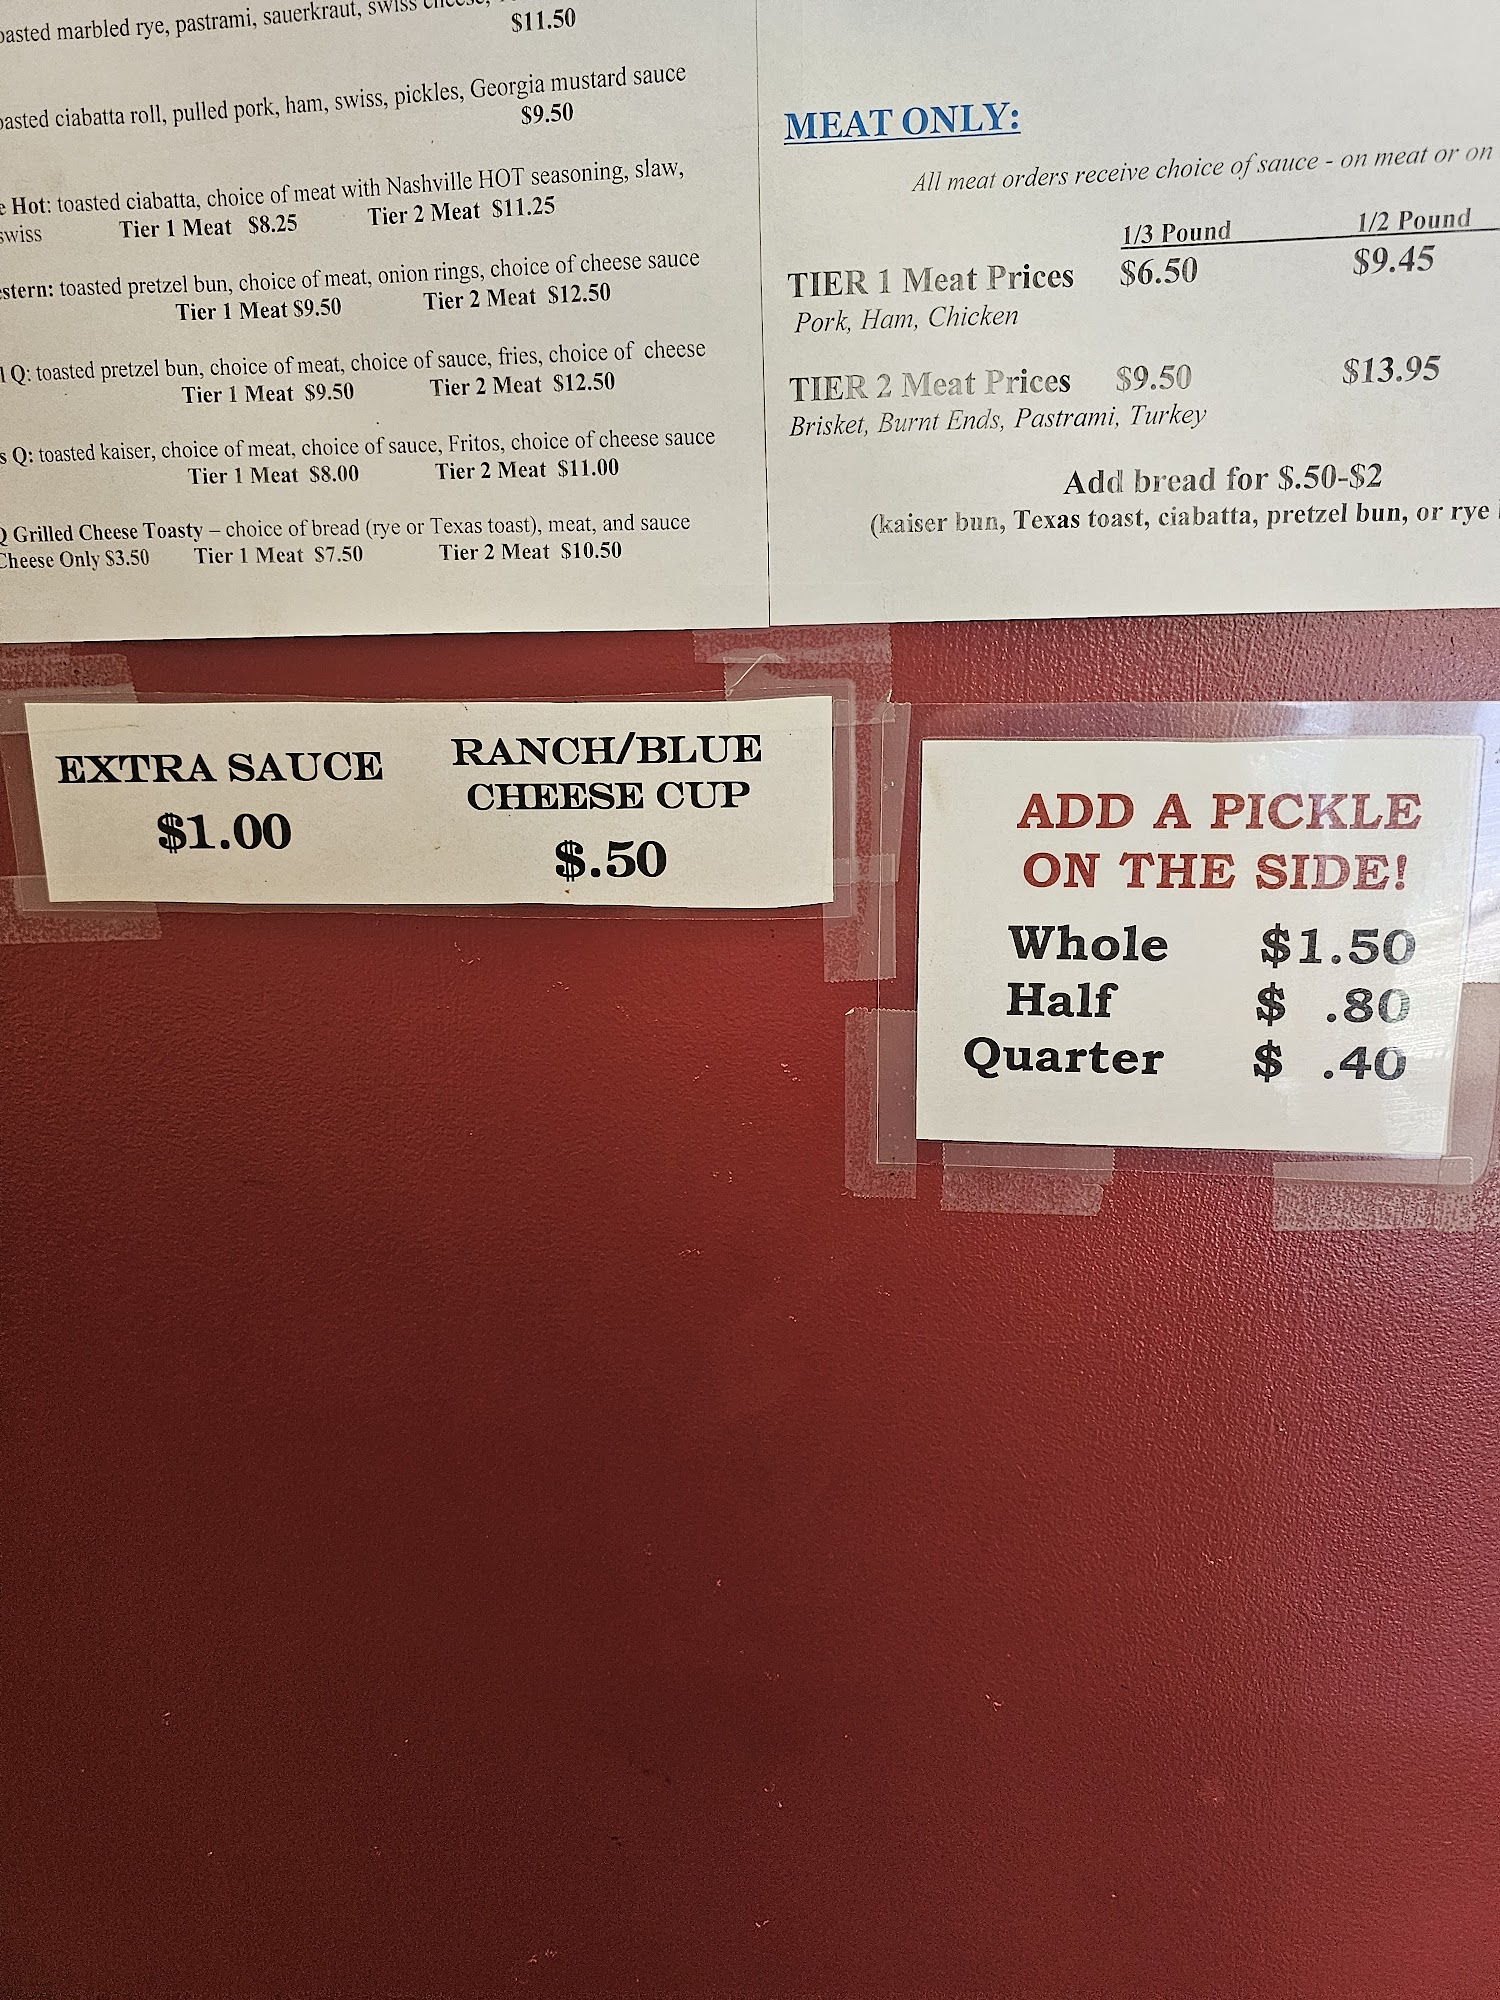 marbled rye, pastrami, sauerkraut, swiss
$11.50
ciabatta roll, pulled pork, ham, swiss, pickles, Georgia mustard sauce
$9.50
Hot: toasted ciabatta, choice of meat with Nashville HOT seasoning, slaw,
swiss Tier 1 Meat $8.25 Tier 2 Meat $11.25
toasted pretzel bun, choice of meat, onion rings, choice of cheese sauce
Tier 1 Meat $9.50 Tier 2 Meat $12.50
Q: toasted pretzel bun, choice of meat, choice of sauce, fries, choice of cheese
Tier 1 Meat $9.50 Tier 2 Meat $12.50
Q: toasted kaiser, choice of meat, choice of sauce, Fritos, choice of cheese sauce
Tier 1 Meat $8.00 Tier 2 Meat $11.00
Q Grilled Cheese Toasty – choice of bread (rye or Texas toast), meat, and sauce
Cheese Only $3.50 Tier 1 Meat $7.50 Tier 2 Meat $10.50
MEAT ONLY:
All meat orders receive choice of sauce - on meat or on
1/3 Pound 1/2 Pound
TIER 1 Meat Prices $6.50 $9.45
Pork, Ham, Chicken
TIER 2 Meat Prices $9.50 $13.95
Brisket, Burnt Ends, Pastrami, Turkey
Add bread for $.50-$2
(kaiser bun, Texas toast, ciabatta, pretzel bun, or rye
EXTRA SAUCE
$1.00
RANCH/BLUE
CHEESE CUP
$.50
ADD A PICKLE
ON THE SIDE!
Whole $1.50
Half $ .80
Quarter $ .40